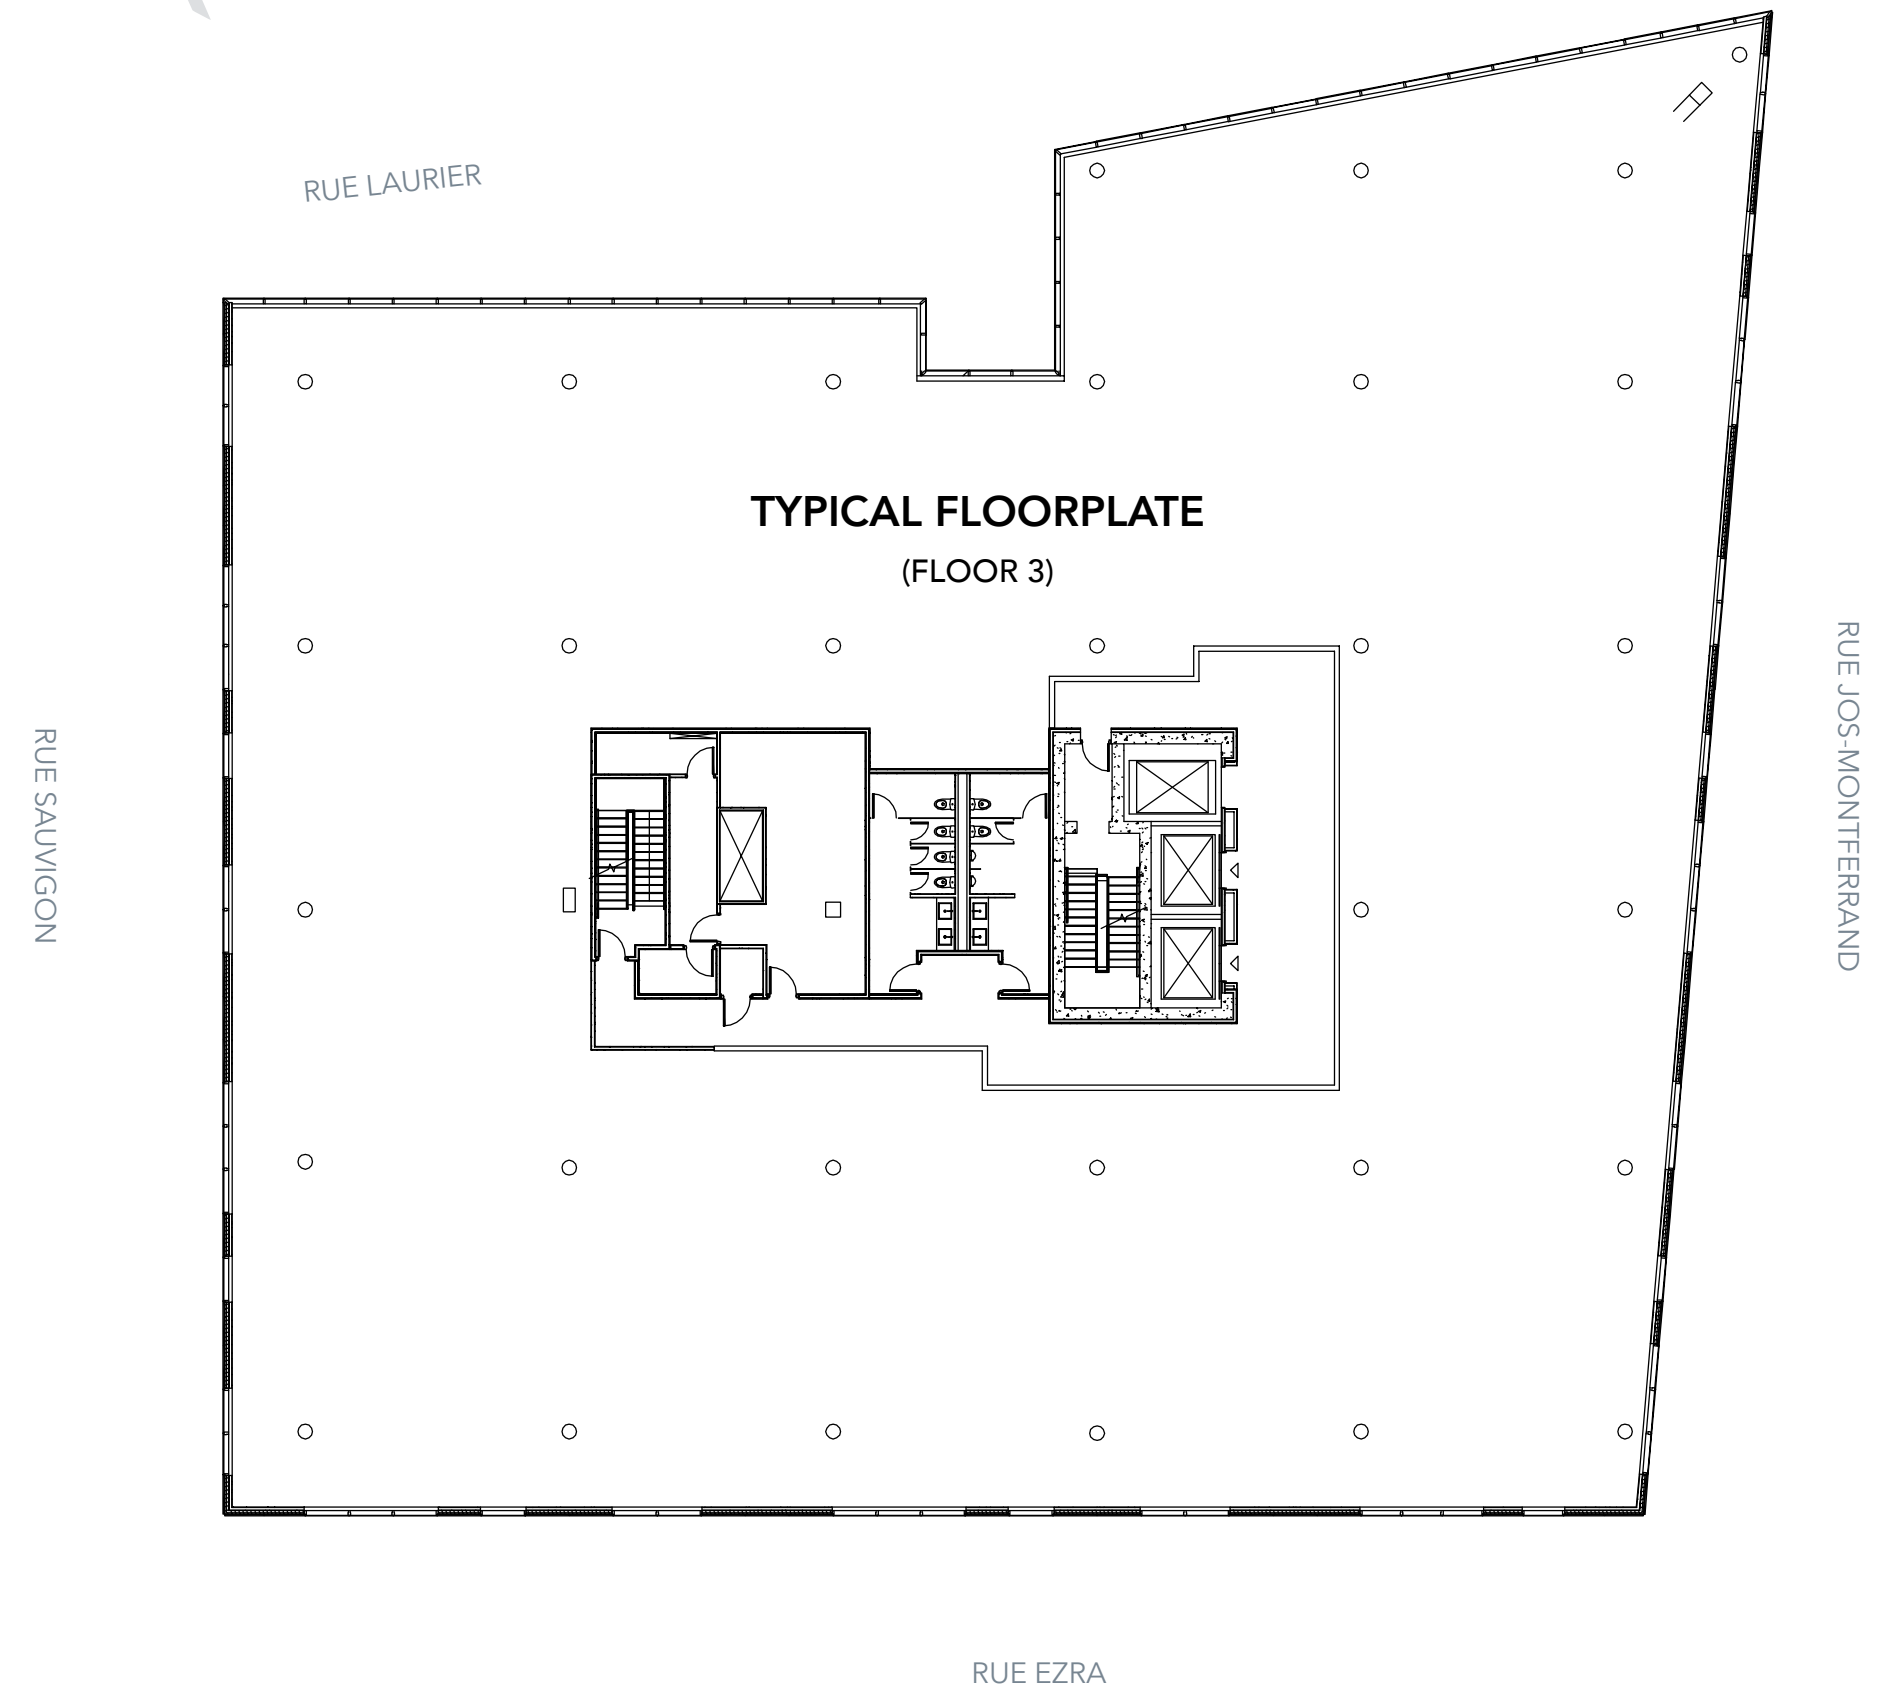 RUE LAURIER
TYPICAL FLOORPLATE
(FLOOR 3)
RUE JOS-MONTFERRAND
RUE SAUVIGON
RUE EZRA